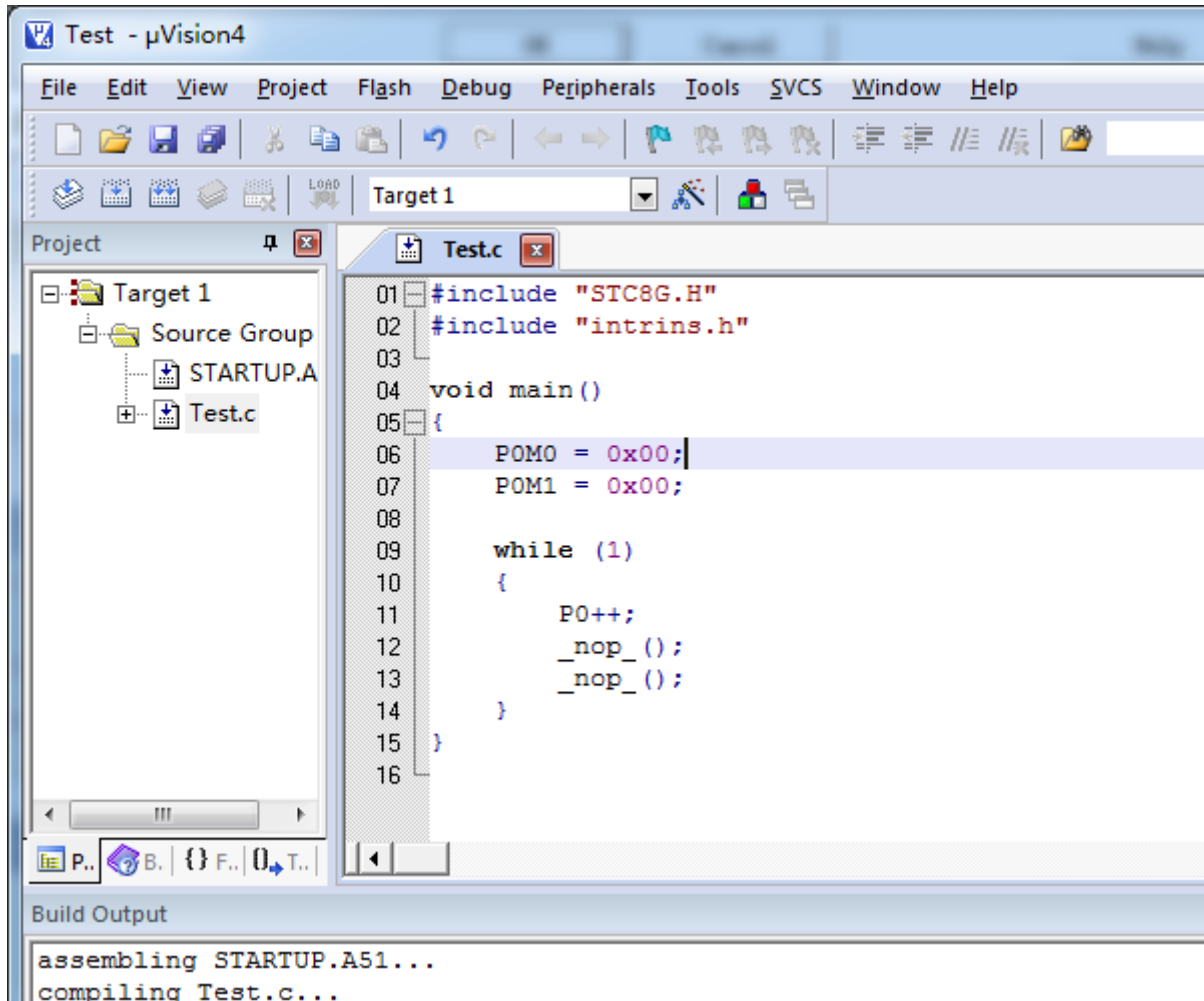 Test - µVision4
File Edit View Project Flash Debug Peripherals Tools SVCS Window Help
LOAD
Target 1
Project
Test.c
Target 1
Source Group
STARTUP.A
Test.c
01 #include "STC8G.H"
02 #include "intrins.h"
03
04 void main()
05 {
06 P0M0 = 0x00;
07 P0M1 = 0x00;
08
09 while (1)
10 {
11 P0++;
12 _nop_();
13 _nop_();
14 }
15 }
16
P.. B. {} F.. T..
Build Output
assembling STARTUP.A51...
compiling Test.c...